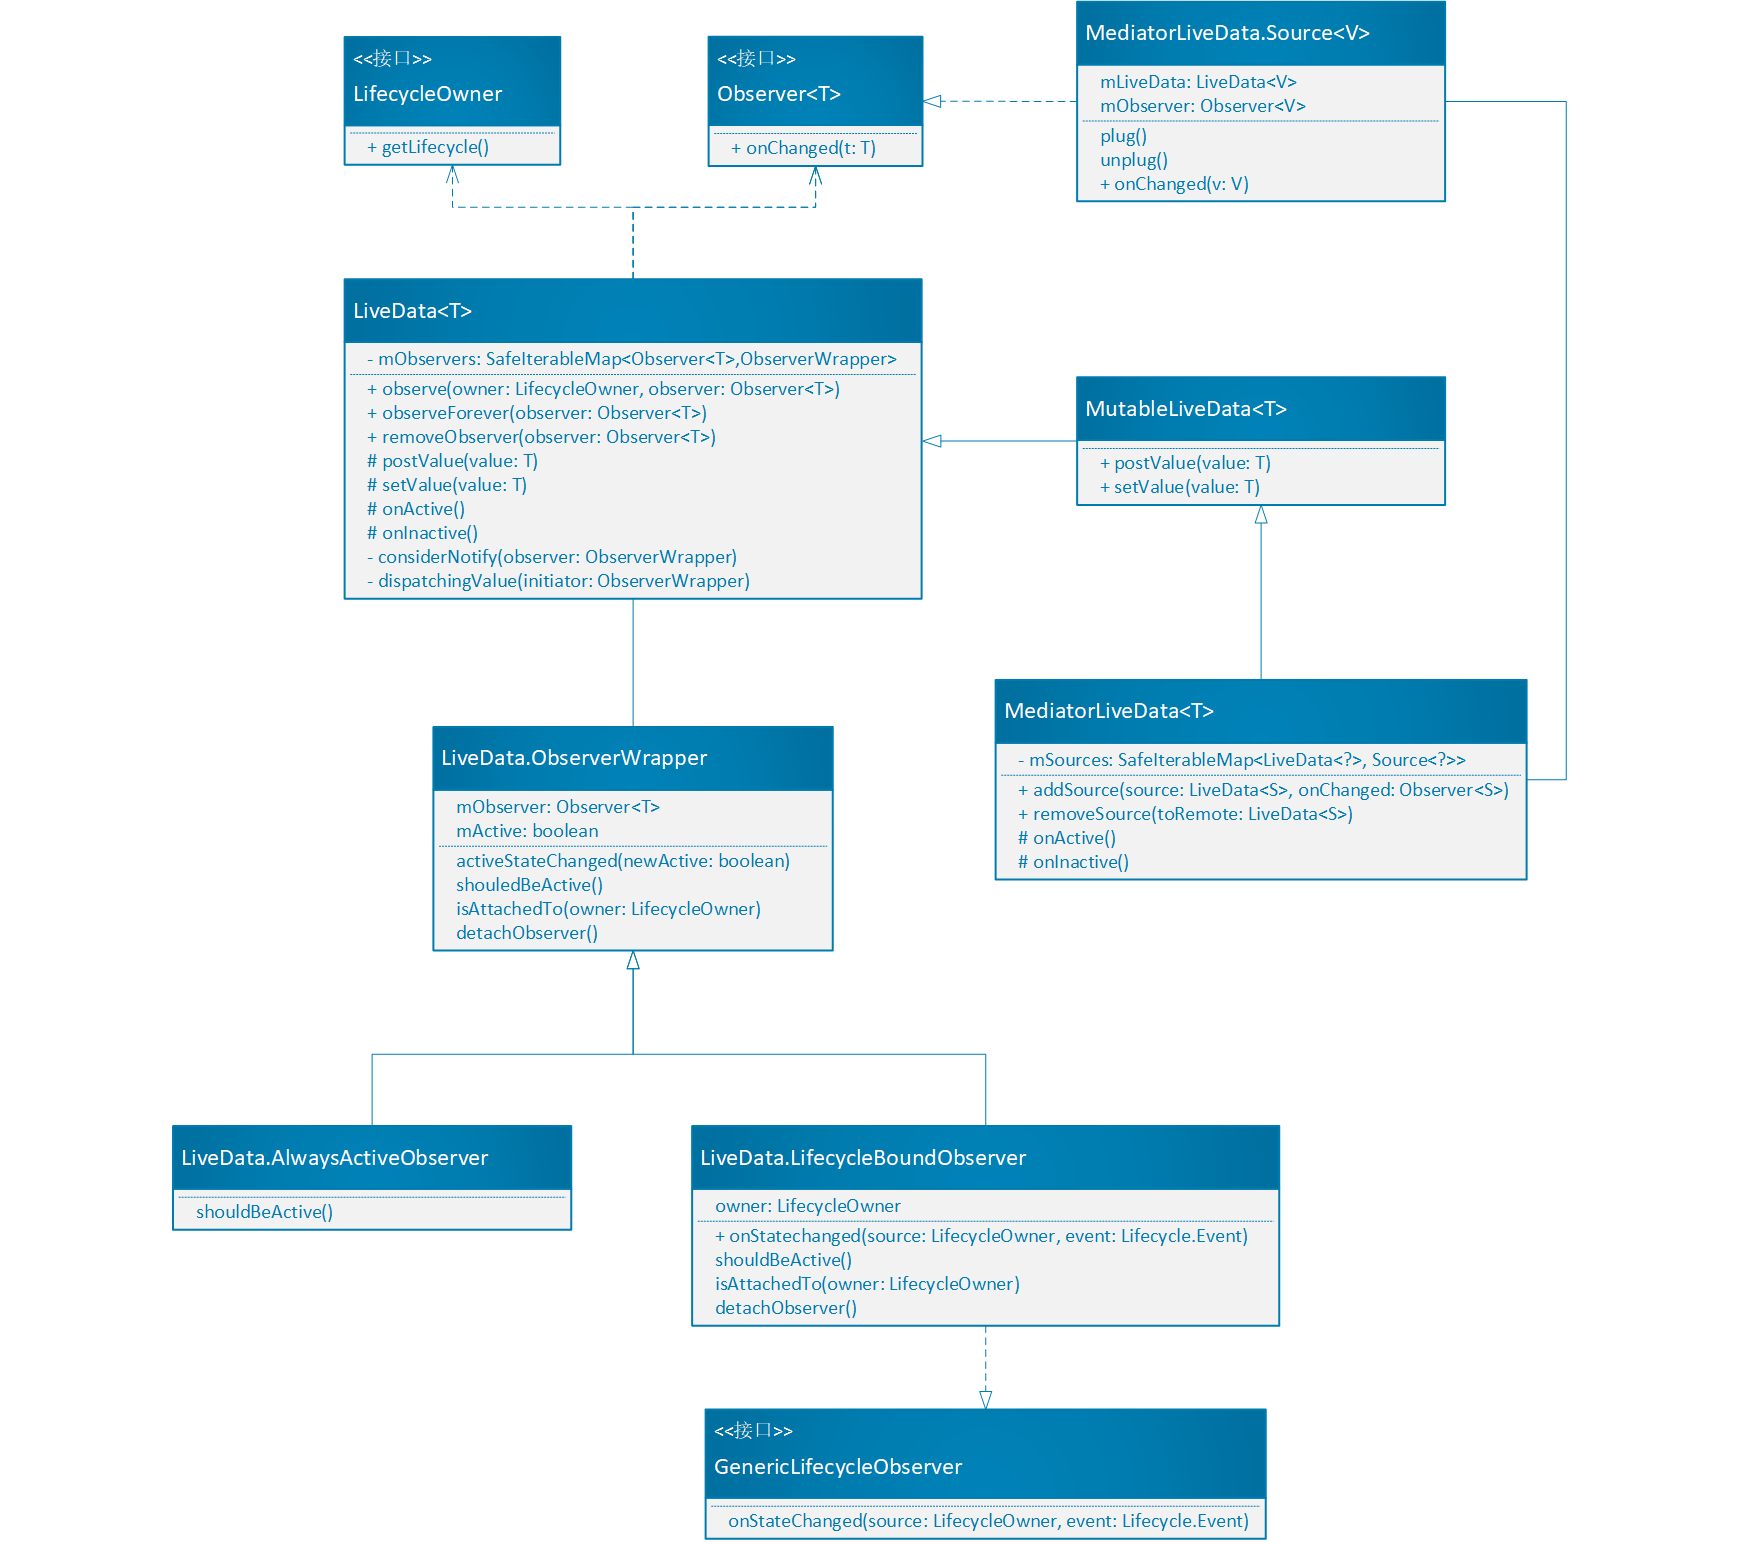 <<接口>>
LifecycleOwner
+ getLifecycle()
<<接口>>
Observer<T>
+ onChanged(t: T)
MediatorLiveData.Source<V>
mLiveData: LiveData<V>
mObserver: Observer<V>
plug()
unplug()
+ onChanged(v: V)
LiveData<T>
- mObservers: SafeIterableMap<Observer<T>,ObserverWrapper>
+ observe(owner: LifecycleOwner, observer: Observer<T>)
+ observeForever(observer: Observer<T>)
+ removeObserver(observer: Observer<T>)
# postValue(value: T)
# setValue(value: T)
# onActive()
# onInactive()
- considerNotify(observer: ObserverWrapper)
- dispatchingValue(initiator: ObserverWrapper)
MutableLiveData<T>
+ postValue(value: T)
+ setValue(value: T)
MediatorLiveData<T>
- mSources: SafeIterableMap<LiveData<?>, Source<?>>
+ addSource(source: LiveData<S>, onChanged: Observer<S>)
+ removeSource(toRemote: LiveData<S>)
# onActive()
# onInactive()
LiveData.ObserverWrapper
mObserver: Observer<T>
mActive: boolean
activeStateChanged(newActive: boolean)
shouledBeActive()
isAttachedTo(owner: LifecycleOwner)
detachObserver()
LiveData.AlwaysActiveObserver
shouldBeActive()
LiveData.LifecycleBoundObserver
owner: LifecycleOwner
+ onStatechanged(source: LifecycleOwner, event: Lifecycle.Event)
shouldBeActive()
isAttachedTo(owner: LifecycleOwner)
detachObserver()
<<接口>>
GenericLifecycleObserver
onStateChanged(source: LifecycleOwner, event: Lifecycle.Event)